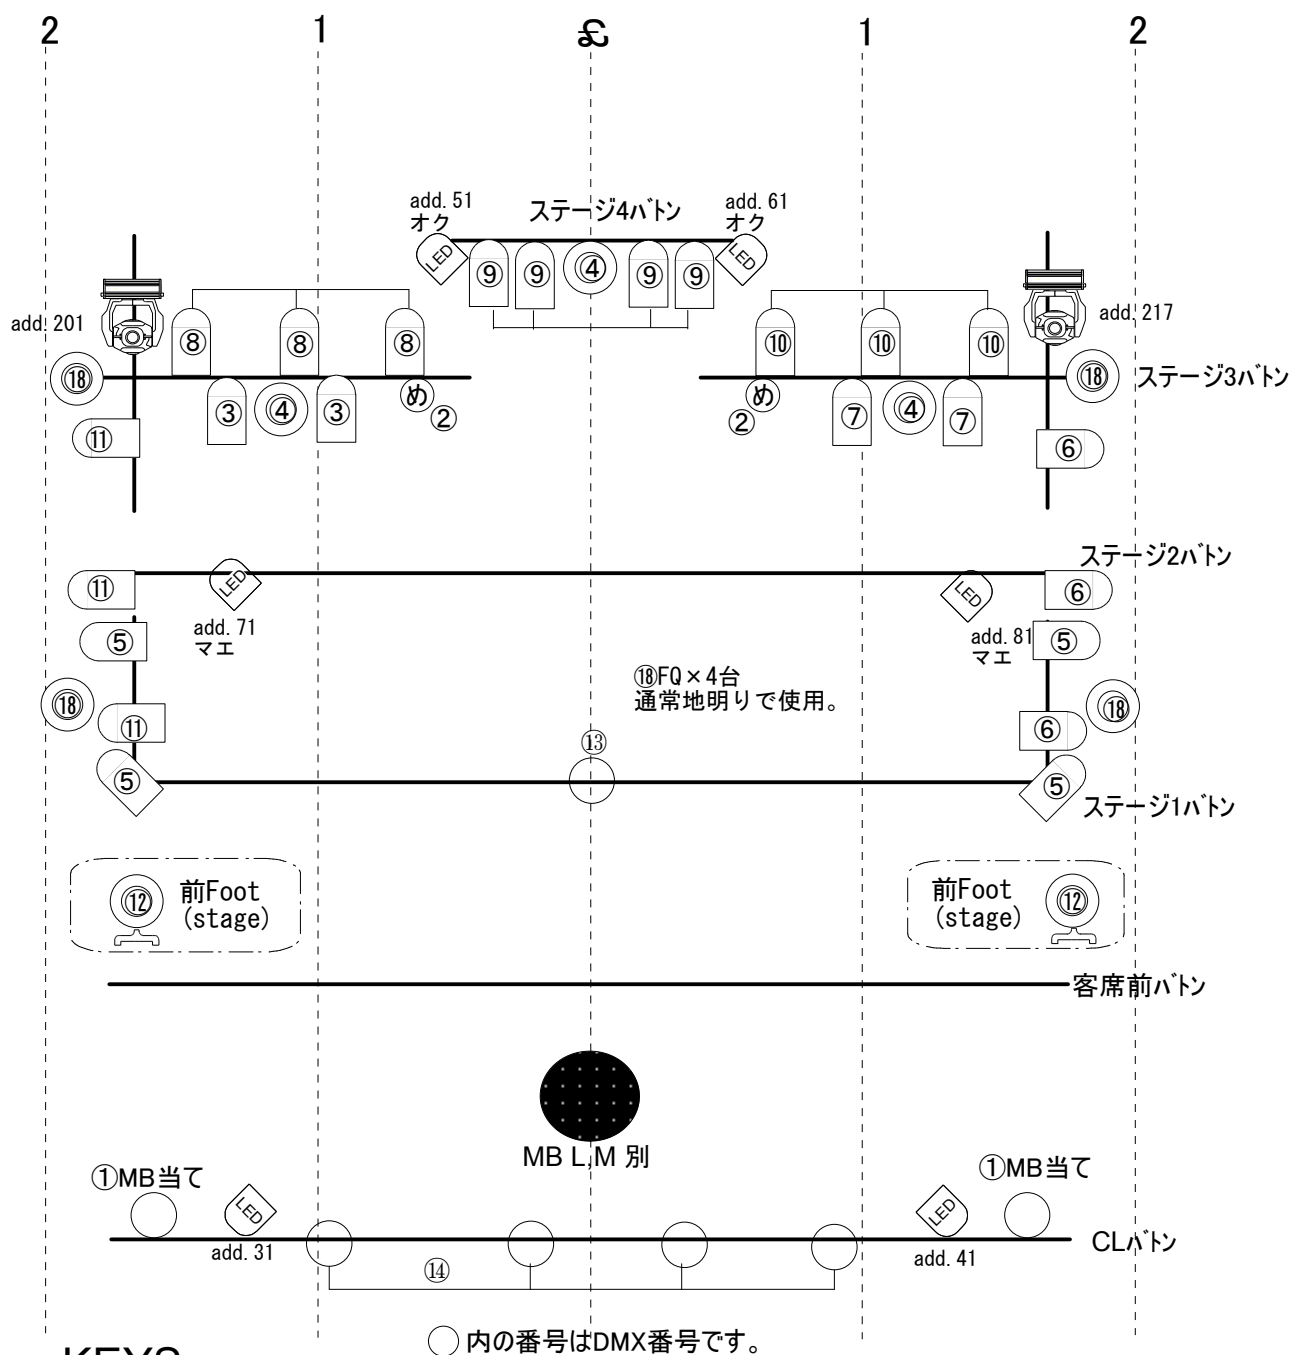 2 1 £ 1 2
add. 51
オク
ステージ4バトン
add. 61
オク
LED ⑨ ⑨ ④ ⑨ ⑨ LED
add. 201
add. 217
⑧ ⑧ ⑧ ⑩ ⑩ ⑩
⑱ ⑱ ステージ3バトン
め ② め ②
③ ④ ③ ⑦ ④ ⑦
⑪ ⑥
ステージ2バトン
⑪ LED LED ⑥
add. 71
マエ
add. 81
マエ
⑤ ⑤
⑱FQ×4台
通常地明りで使用。
⑱ ⑱
⑪ ⑥
⑬
⑤ ⑤
ステージ1バトン
⑫ 前Foot
(stage)
前Foot
(stage) ⑫
客席前バトン
MB L,M 別
①MB当て ①MB当て
LED LED
add. 31
add. 41
CLバトン
⑭
○ 内の番号はDMX番号です。
KEYS